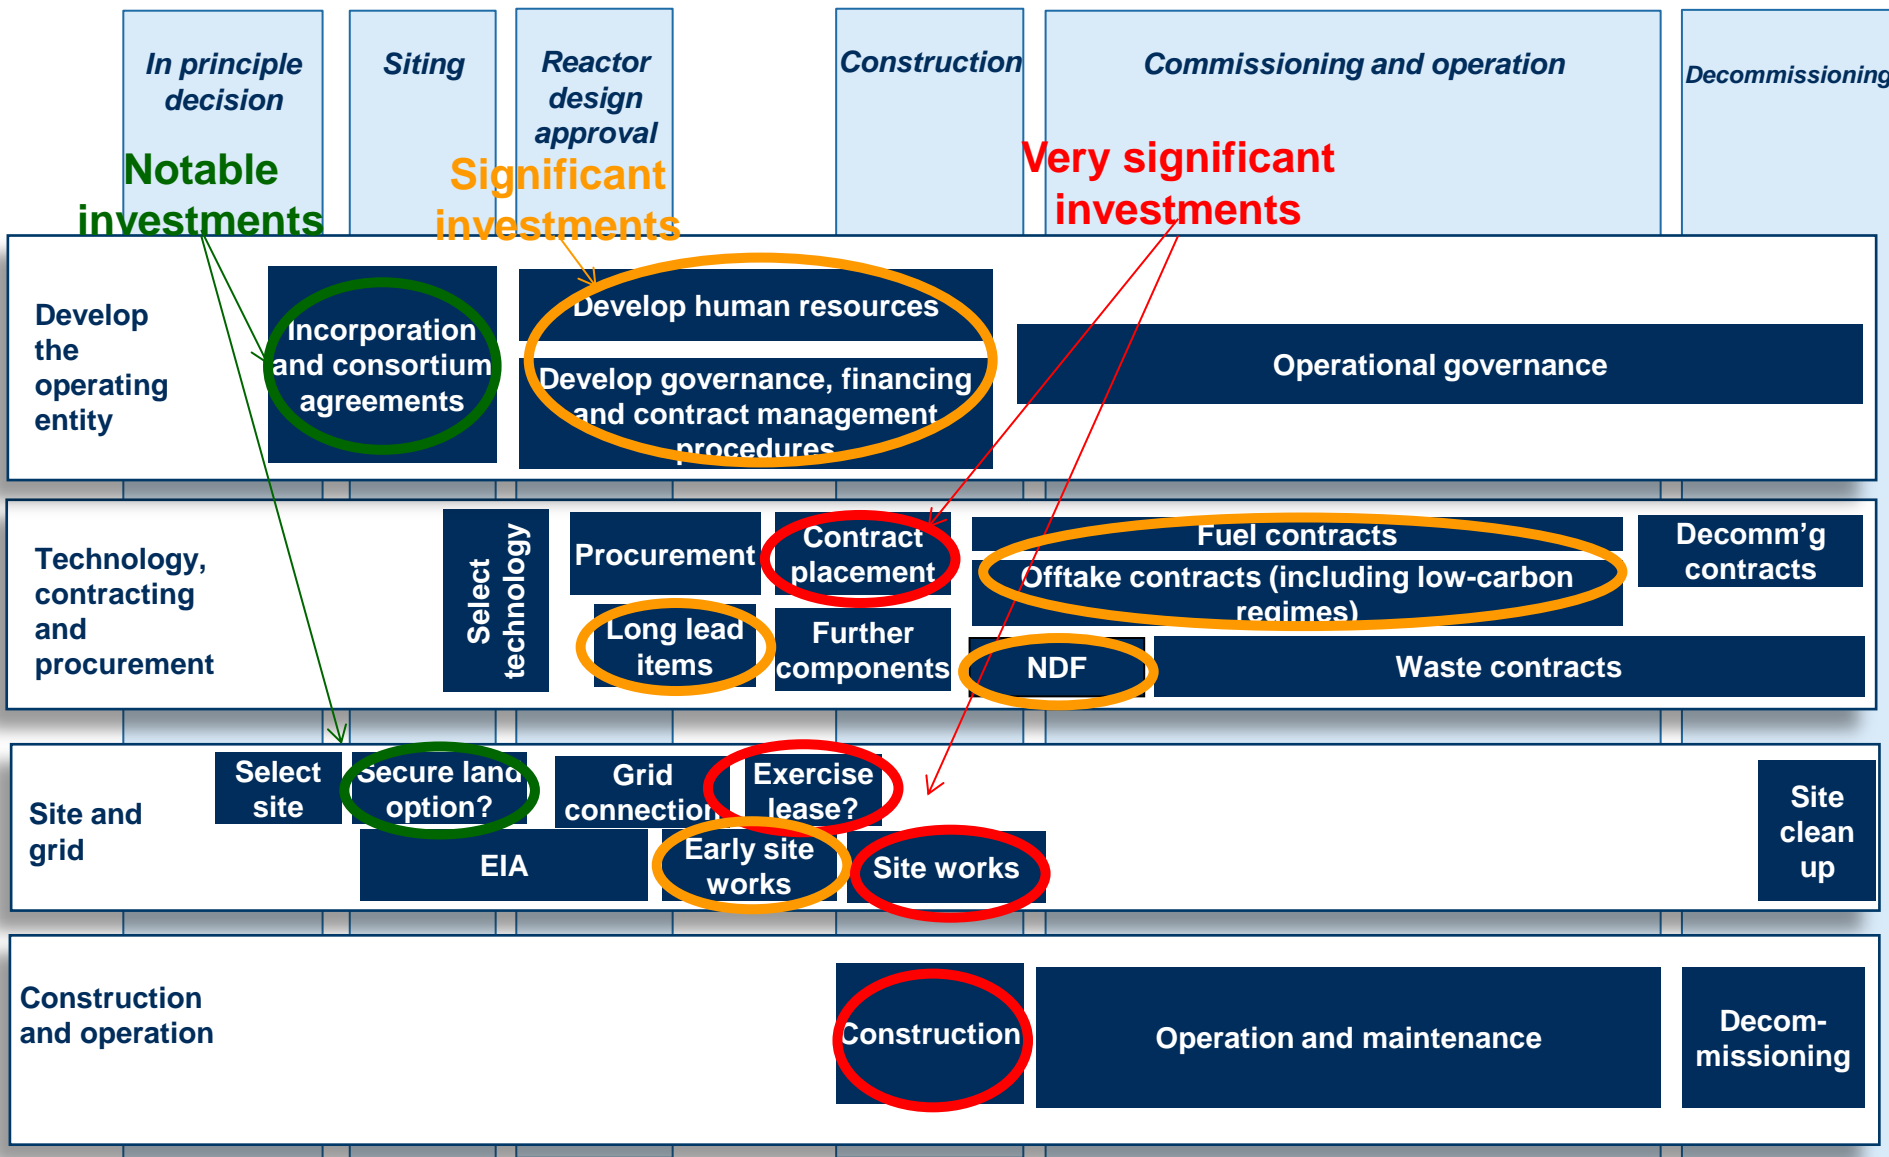 In principle
decision
Siting
Reactor
design
approval
Construction
Commissioning and operation
Decommissioning
Notable
investments
Significant
investments
Very significant
investments
Develop
the
operating
entity
Incorporation
and consortium
agreements
Develop human resources
Develop governance, financing
and contract management
procedures
Operational governance
Technology,
contracting
and
procurement
Select
technology
Procurement
Contract
placement
Fuel contracts
Offtake contracts (including low-carbon
regimes)
Decomm'g
contracts
Long lead
items
Further
components
NDF
Waste contracts
Site and
grid
Select
site
Secure land
option?
Grid
connection
Exercise
lease?
EIA
Early site
works
Site works
Site
clean
up
Construction
and operation
Construction
Operation and maintenance
Decom-
missioning